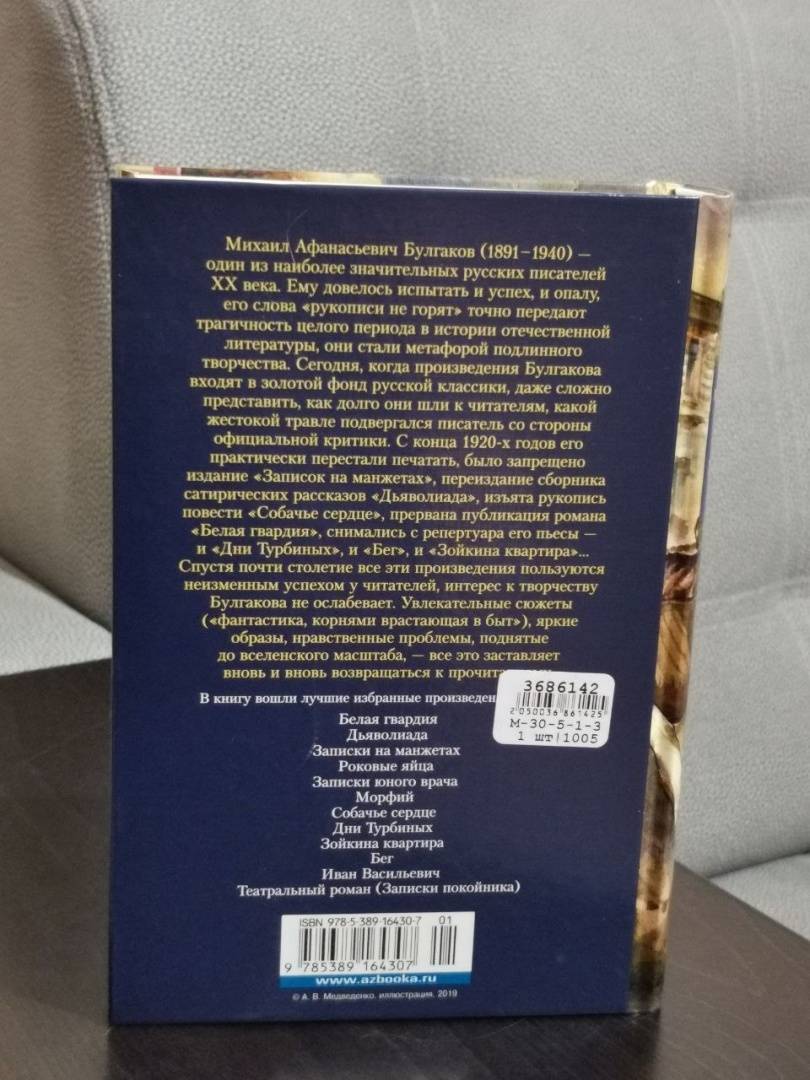 Михаил Афанасьевич Булгаков (1891–1940) —
один из наиболее значительных русских писателей
XX века. Ему довелось испытать и успех, и опалу,
его слова «рукописи не горят» точно передают
трагичность целого периода в истории отечественной
литературы, они стали метафорой подлинного
творчества. Сегодня, когда произведения Булгакова
входят в золотой фонд русской классики, даже сложно
представить, как долго они шли к читателям, какой
жестокой травле подвергался писатель со стороны
официальной критики. С конца 1920-х годов его
практически перестали печатать, было запрещено
издание «Записок на манжетах», переиздание сборника
сатирических рассказов «Дьяволиада», изъята рукопись
повести «Собачье сердце», прервана публикация романа
«Белая гвардия», снимались с репертуара его пьесы —
и «Дни Турбиных», и «Бег», и «Зойкина квартира»...
Спустя почти столетие все эти произведения пользуются
неизменным успехом у читателей, интерес к творчеству
Булгакова не ослабевает. Увлекательные сюжеты
(«фантастика, корнями врастающая в быт»), яркие
образы, нравственные проблемы, поднятые
до вселенского масштаба, — все это заставляет
вновь и вновь возвращаться к
В книгу вошли лучшие избранные
3686142
2 050036 861425
М-30-5-1-3
1 шт|1005
Белая гвардия
Дьяволиада
Записки на манжетах
Роковые яйца
Записки юного врача
Морфий
Собачье сердце
Дни Турбиных
Зойкина квартира
Бег
Иван Васильевич
Театральный роман (Записки покойника)
ISBN 978-5-389-16430-7 01
9 785389 164307
www.azbooka.ru
© А. В. Медведенко, иллюстрация, 2019